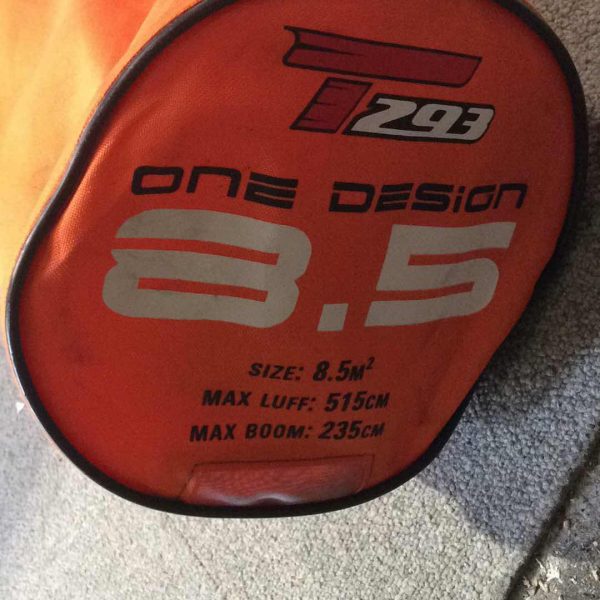 T293
ONE DESIGN
8.5
SIZE: 8.5M²
MAX LUFF: 515CM
MAX BOOM: 235CM